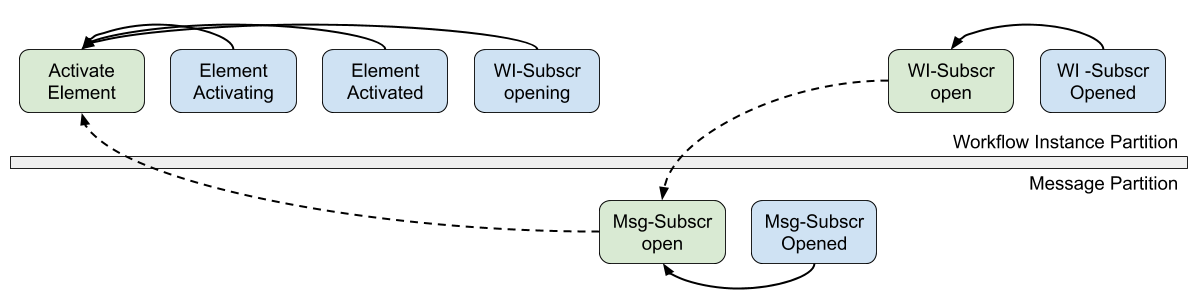 Activate
Element
Element
Activating
Element
Activated
WI-Subscr
opening
WI-Subscr
open
WI -Subscr
Opened
Workflow Instance Partition
Message Partition
Msg-Subscr
open
Msg-Subscr
Opened